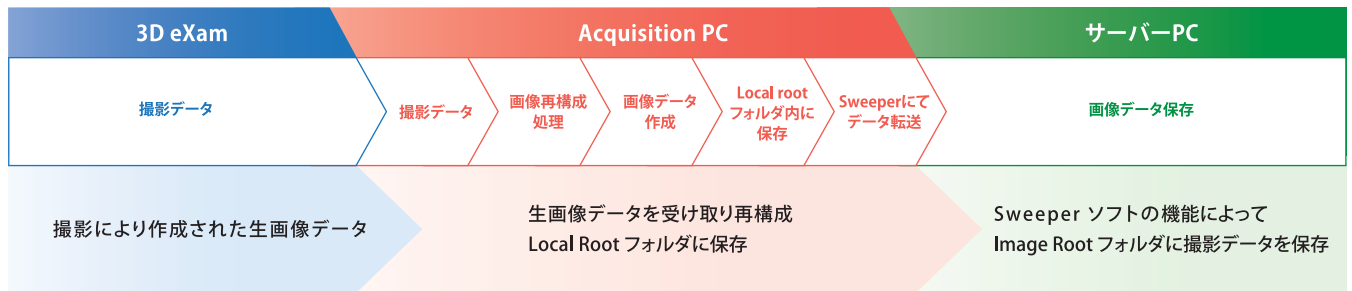 3D eXam
Acquisition PC
サーバーPC
撮影データ
撮影データ
画像再構成
処理
画像データ
作成
Local root
フォルダ内に
保存
Sweeperにて
データ転送
画像データ保存
撮影により作成された生画像データ
生画像データを受け取り再構成
Local Root フォルダに保存
Sweeper ソフトの機能によって
Image Root フォルダに撮影データを保存